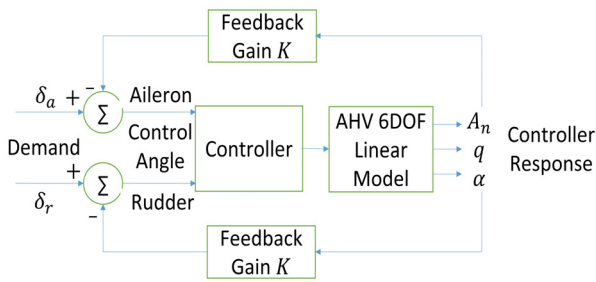 Feedback
Gain K
δₐ + −
Σ
Aileron
Control
Angle
Demand
Controller
AHV 6DOF
Linear
Model
Aₙ
q
α
Controller
Response
+
Σ
Rudder
δᵣ
−
Feedback
Gain K